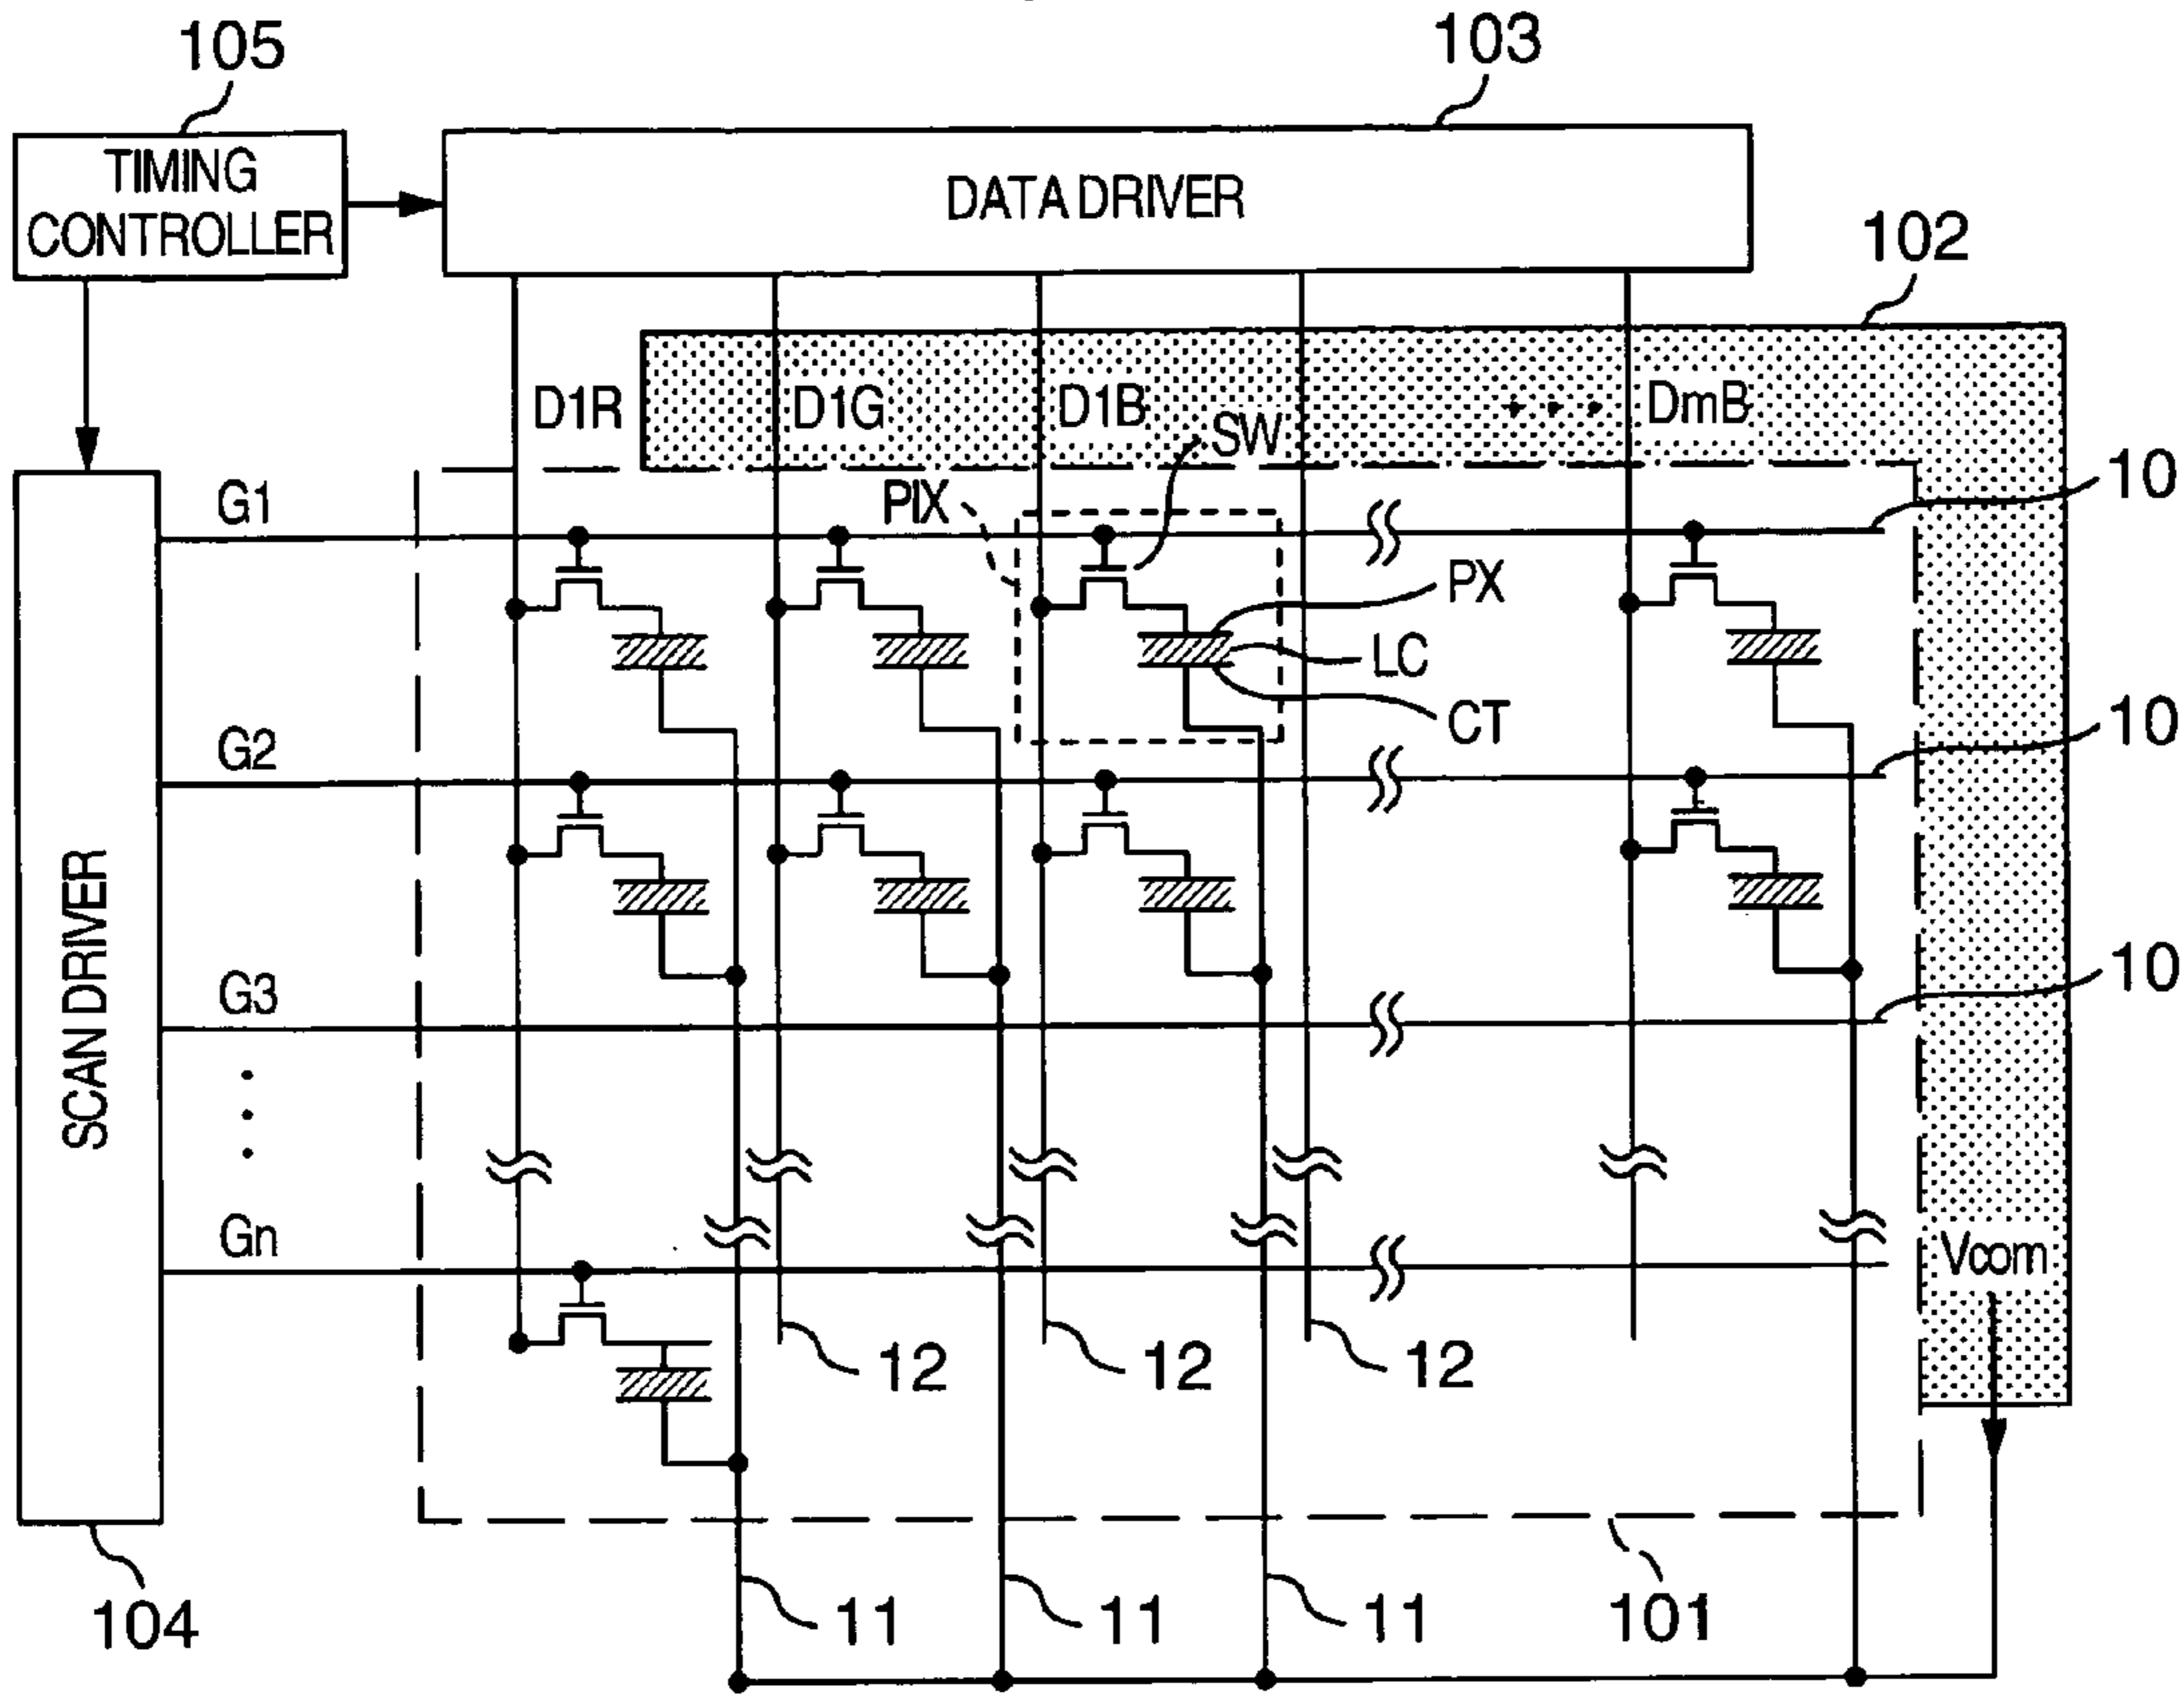 105
103
TIMING
CONTROLLER
DATA DRIVER
102
D1R
D1G
D1B
DmB
SW
G1
PIX
10
PX
LC
CT
G2
10
SCAN DRIVER
G3
10
Gn
Vcom
12
12
12
104
11
11
11
101